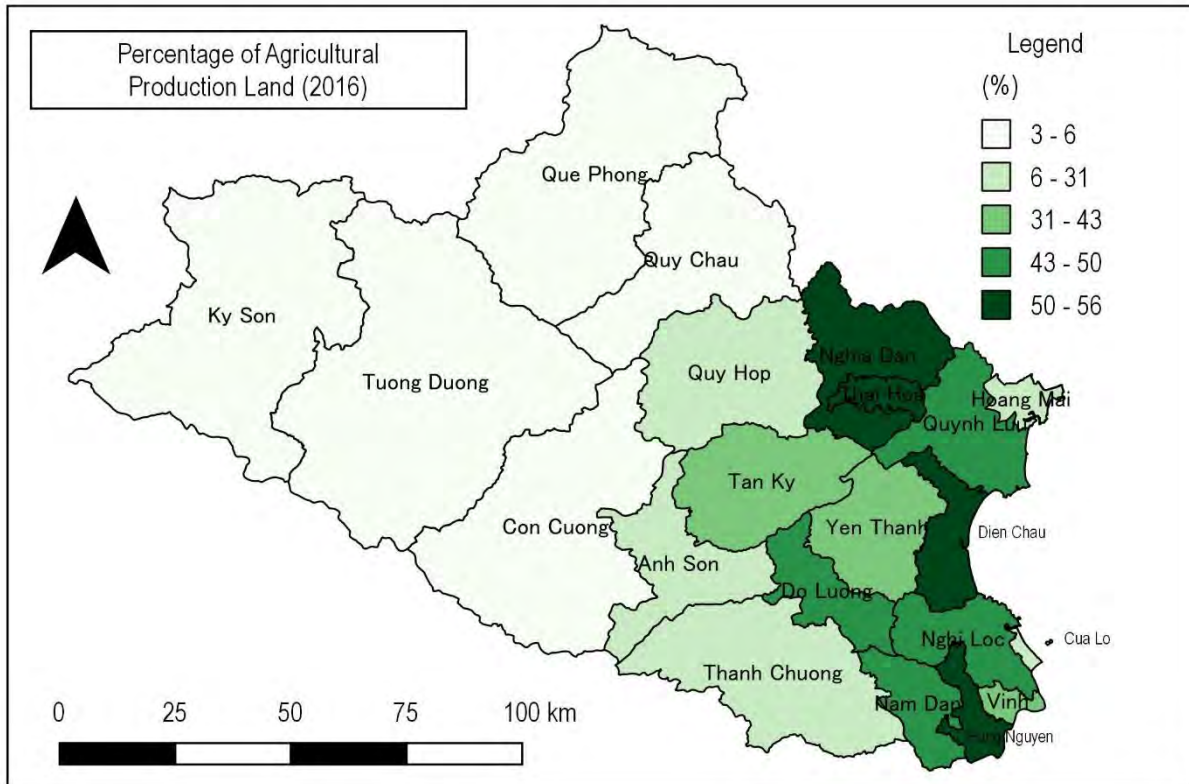 Percentage of Agricultural
Production Land (2016)
Legend
(%)
3 - 6
6 - 31
31 - 43
43 - 50
50 - 56
Que Phong
Quy Chau
Ky Son
Tuong Duong
Quy Hop
Nghia Dan
Thai Hoa
Hoang Mai
Quynh Luu
Tan Ky
Yen Thanh
Con Cuong
Dien Chau
Anh Son
Do Luong
Nghi Loc
Cua Lo
Thanh Chuong
Nam Dan
Vinh
Hung Nguyen
0 25 50 75 100 km